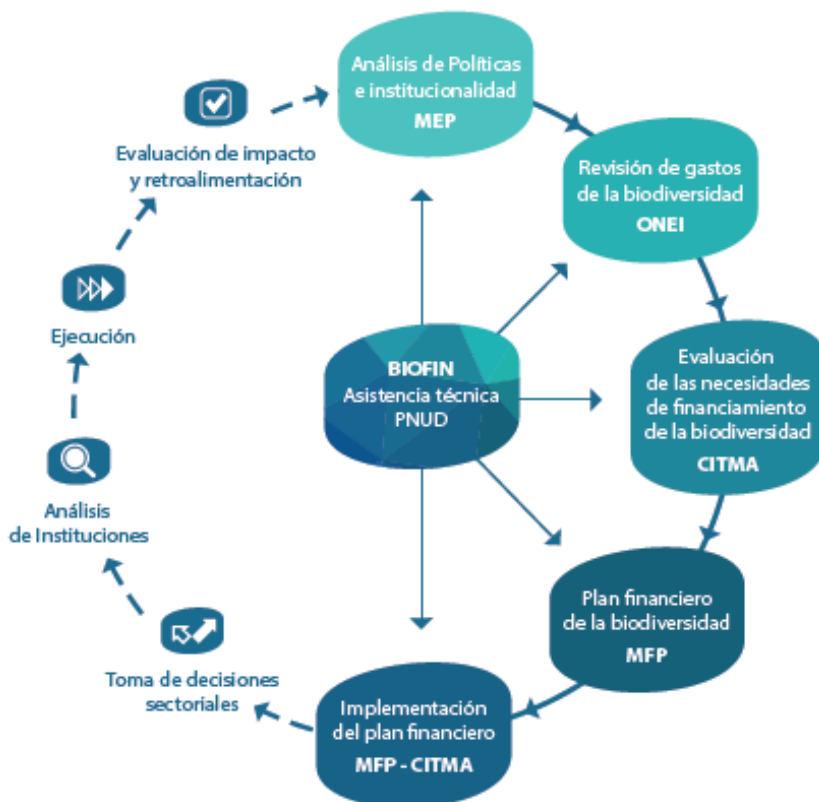 Análisis de Políticas
e institucionalidad
MEP
Revisión de gastos
de la biodiversidad
ONEI
Evaluación
de las necesidades
de financiamiento
de la biodiversidad
CITMA
Plan financiero
de la biodiversidad
MFP
Implementación
del plan financiero
MFP - CITMA
Toma de decisiones
sectoriales
Análisis
de Instituciones
Ejecución
Evaluación de impacto
y retroalimentación
BIOFIN
Asistencia técnica
PNUD